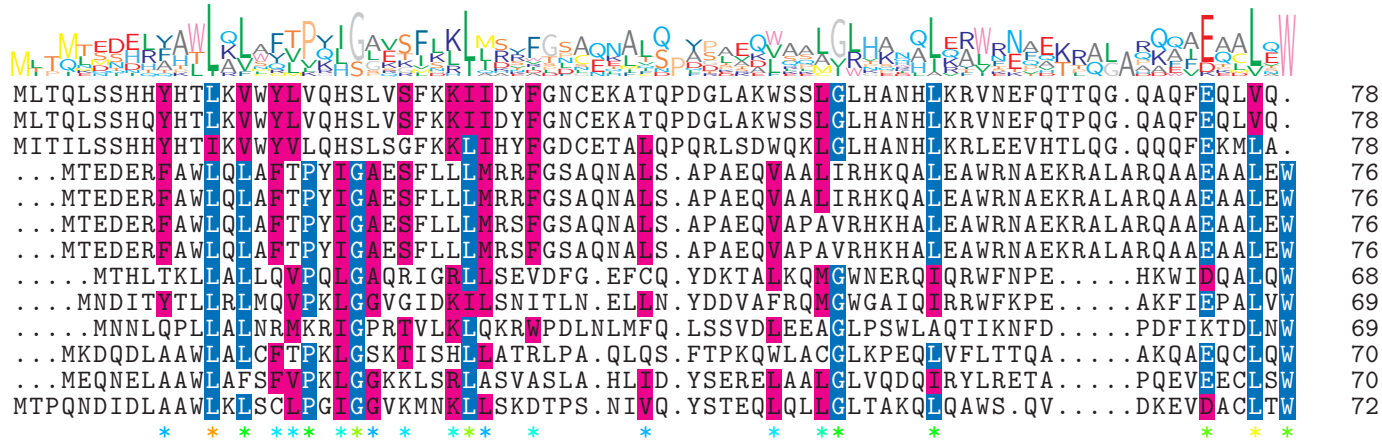 MLTQLSSHHYHTLKVWYLVQHSLVSFKKIIDYFGNCEKATQPDGLAKWSSLGLHANHLKRVNEFQTTQG.QAQFEQLVQ. 78
MLTQLSSHQYHTLKVWYLVQHSLVSFKKIIDYFGNCEKATQPDGLAKWSSLGLHANHLKRVNEFQTPQG.QAQFEQLVQ. 78
MITILSSHHYHTIKVWYVLQHSLSGFKKLIHYFGDCETALQPQRLSDWQKLGLHANHLKRLEEVHTLQG.QQQFEKMLA. 78
...MTEDERFAWLQLAFTPYIGAESFLLLMRRFGSAQNALS.APAEQVAALIRHKQALEAWRNAEKRALARQAAEAALEW 76
...MTEDERFAWLQLAFTPYIGAESFLLLMRRFGSAQNALS.APAEQVAALIRHKQALEAWRNAEKRALARQAAEAALEW 76
...MTEDERFAWLQLAFTPYIGAESFLLLMRSFGSAQNALS.APAEQVAPAVRHKHALEAWRNAEKRALARQAAEAALEW 76
...MTEDERFAWLQLAFTPYIGAESFLLLMRSFGSAQNALS.APAEQVAPAVRHKHALEAWRNAEKRALARQAAEAALEW 76
.....MTHLTKLLALLQVPQLGAQRIGRLLSEVDFG.EFCQ.YDKTALKQMGWNERQIQRWFNPE.....HKWIDQALQW 68
....MNDITYTLLRLMQVPKLGGVGIDKILSNITLN.ELLN.YDDVAFRQMGWGAIQIRRWFKPE.....AKFIEPALVW 69
.....MNNLQPLLALNRMKRIGPRTVLKLQKRWPDLNLMFQ.LSSVDLEEAGLPSWLAQTIKNFD.....PDFIKTDLNW 69
...MKDQDLAAWLALCFTPKLGSKTISHLLATRLPA.QLQS.FTPKQWLACGLKPEQLVFLTTQA.....AKQAEQCLQW 70
...MEQNELAAWLAFSFVPKLGGKKLSRLASVASLA.HLID.YSERELAALGLVQDQIRYLRETA.....PQEVEECLSW 70
MTPQNDIDLAAWLKLSCLPGIGGVKMNKLLSKDTPS.NIVQ.YSTEQLQLLGLTAKQLQAWS.QV.....DKEVDACLTW 72
* * * * * * * * * * * * * * * * * * * * * *